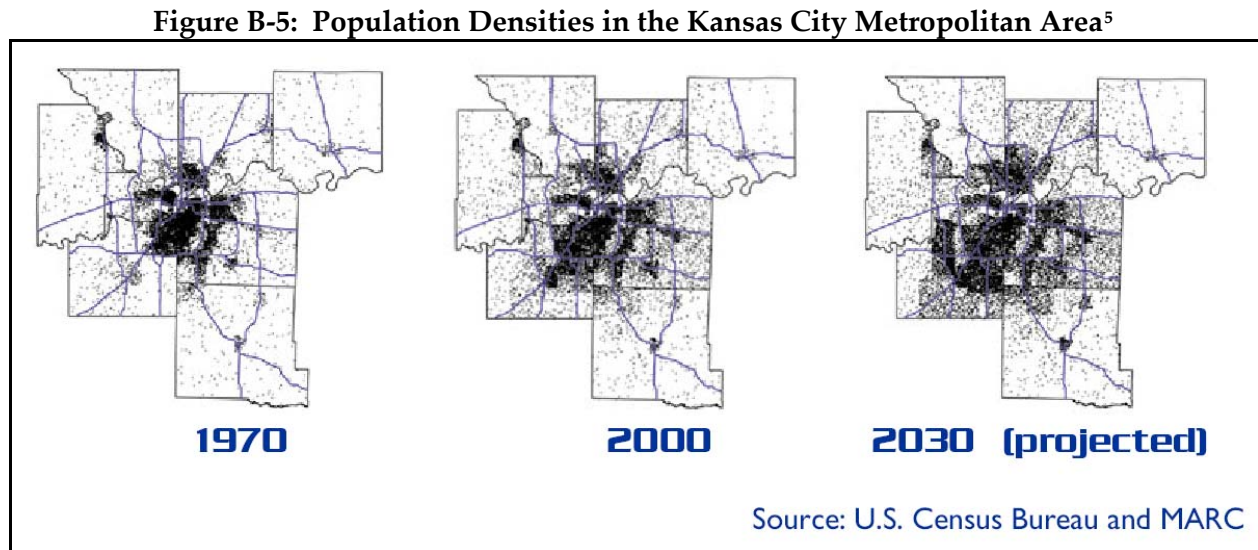 Figure B-5: Population Densities in the Kansas City Metropolitan Area⁵
1970
2000
2030 (projected)
Source: U.S. Census Bureau and MARC